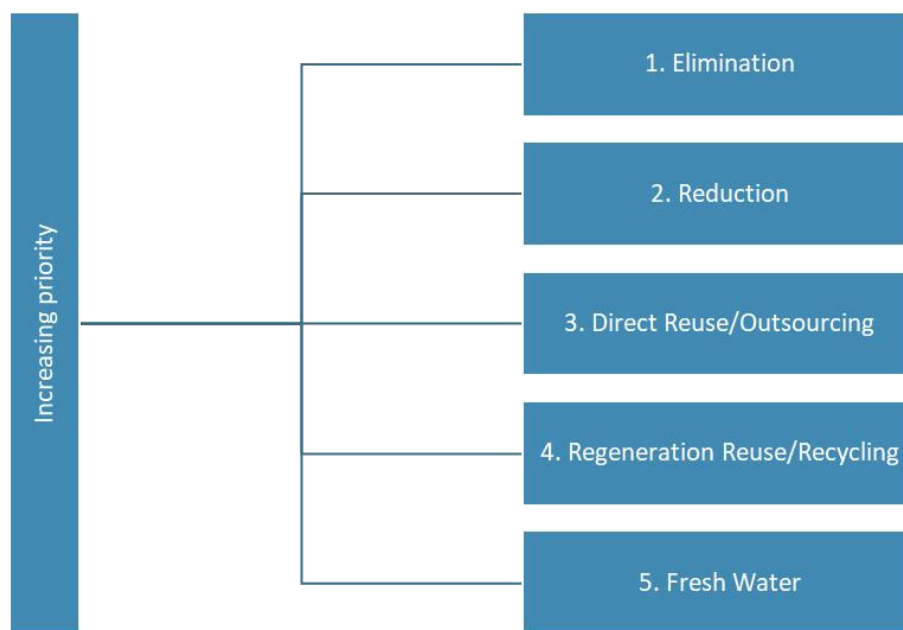 Increasing priority
1. Elimination
2. Reduction
3. Direct Reuse/Outsourcing
4. Regeneration Reuse/Recycling
5. Fresh Water